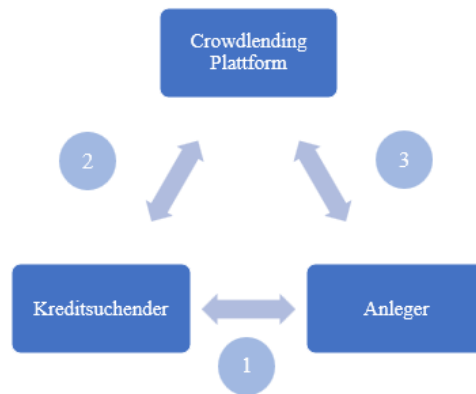 Crowdlending
Plattform
2
3
Kreditsuchender
Anleger
1